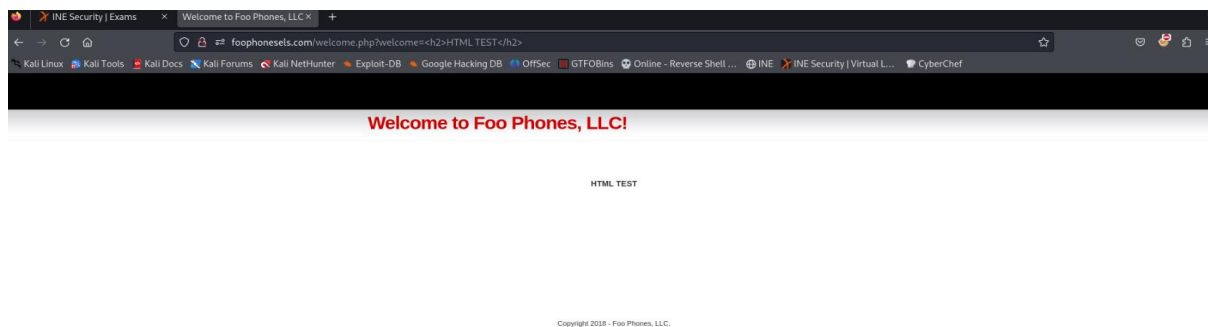 INE Security | Exams × Welcome to Foo Phones, LLC × +
foophonesels.com/welcome.php?welcome=<h2>HTML TEST</h2>
Kali Linux Kali Tools Kali Docs Kali Forums Kali NetHunter Exploit-DB Google Hacking DB OffSec GTFOBins Online - Reverse Shell ... INE INE Security | Virtual L... CyberChef
Welcome to Foo Phones, LLC!
HTML TEST
Copyright 2018 - Foo Phones, LLC.